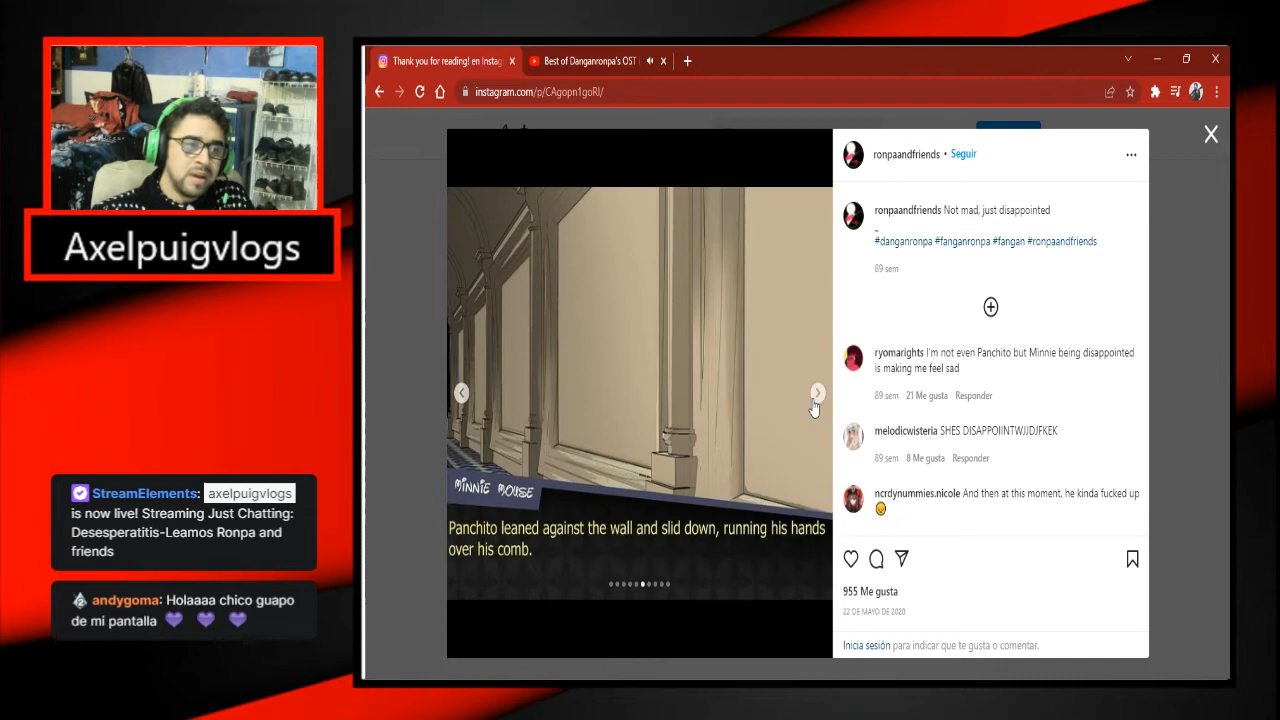 Axelpuigvlogs
StreamElements: axelpuigvlogs
is now live! Streaming Just Chatting:
Desesperatitis-Leamos Ronpa and
friends
andygoma: Holaaaa chico guapo
de mi pantalla
Thank you for reading! en Instag
Best of Danganronpa's OST
instagram.com/p/CAgopn1goRl/
MINNIE MOUSE
Panchito leaned against the wall and slid down, running his hands
over his comb.
ronpaandfriends • Seguir
ronpaandfriends Not mad, just disappointed
_
#danganronpa #fanganronpa #fangan #ronpaandfriends
89 sem
ryomarights I'm not even Panchito but Minnie being disappointed
is making me feel sad
89 sem 21 Me gusta Responder
melodicwisteria SHES DISAPPOIINTWJJDJFKEK
89 sem 8 Me gusta Responder
ncrdynummies.nicole And then at this moment, he kinda fucked up
955 Me gusta
22 DE MAYO DE 2020
Inicia sesión para indicar que te gusta o comentar.